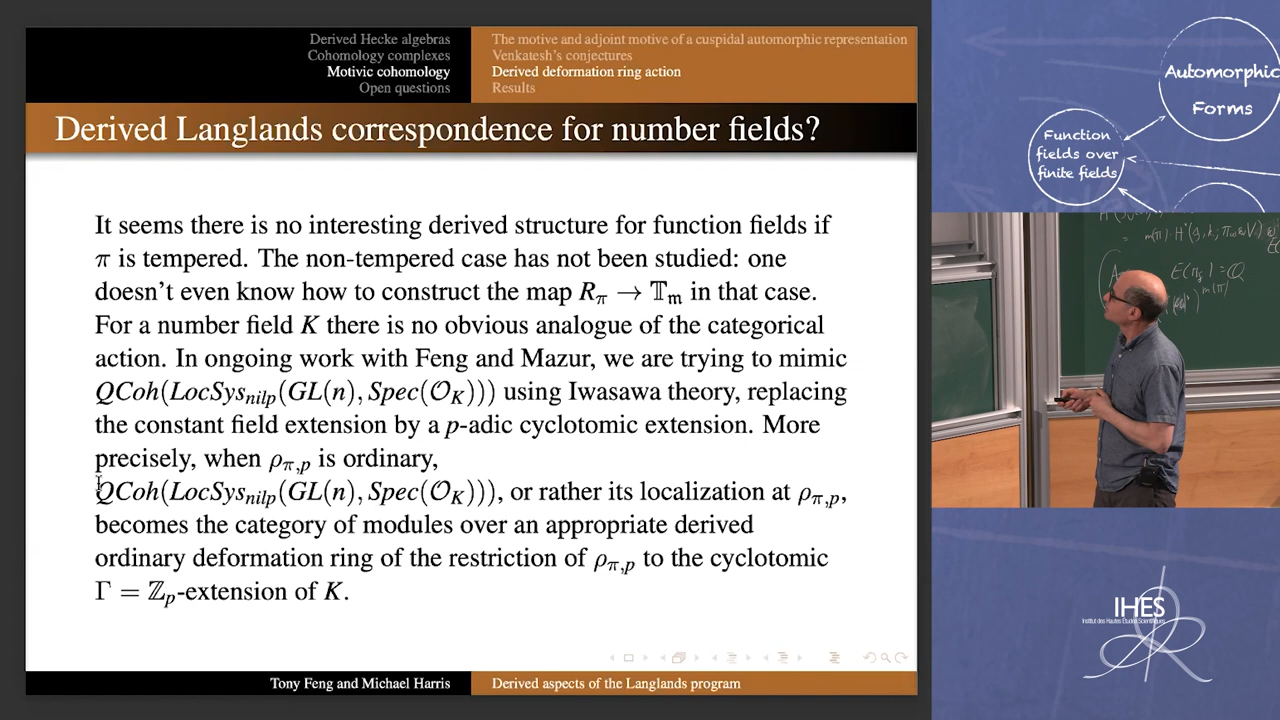 Derived Hecke algebras
Cohomology complexes
Motivic cohomology
Open questions
The motive and adjoint motive of a cuspidal automorphic representation
Venkatesh's conjectures
Derived deformation ring action
Results
Derived Langlands correspondence for number fields?
It seems there is no interesting derived structure for function fields if
π is tempered. The non-tempered case has not been studied: one
doesn't even know how to construct the map R_π → 𝕋_𝔪 in that case.
For a number field K there is no obvious analogue of the categorical
action. In ongoing work with Feng and Mazur, we are trying to mimic
QCoh(LocSys_nilp(GL(n), Spec(𝒪_K))) using Iwasawa theory, replacing
the constant field extension by a p-adic cyclotomic extension. More
precisely, when ρ_π,p is ordinary,
QCoh(LocSys_nilp(GL(n), Spec(𝒪_K))), or rather its localization at ρ_π,p,
becomes the category of modules over an appropriate derived
ordinary deformation ring of the restriction of ρ_π,p to the cyclotomic
Γ = ℤ_p-extension of K.
Tony Feng and Michael Harris
Derived aspects of the Langlands program
Automorphic
Forms
Function
fields over
finite fields
IHES
Institut des Hautes Études Scientifiques